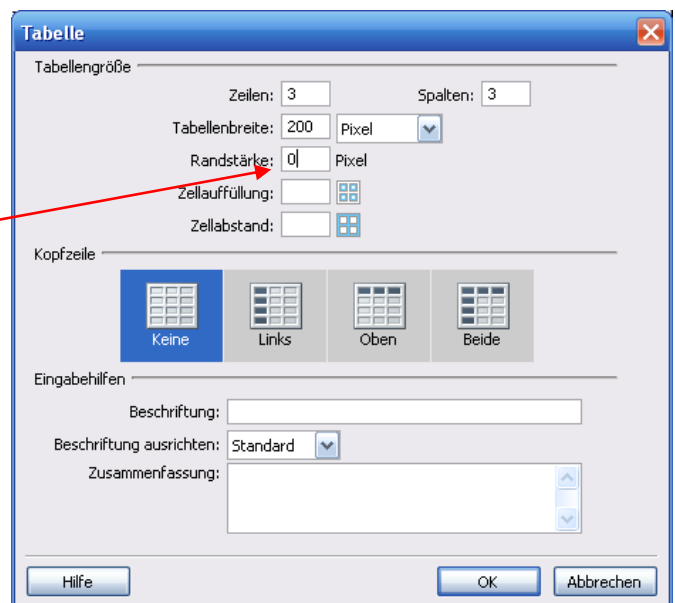 Tabelle
Tabellengröße
Zeilen: 3 Spalten: 3
Tabellenbreite: 200 Pixel
Randstärke: 0 Pixel
Zellauffüllung:
Zellabstand:
Kopfzeile
Keine Links Oben Beide
Eingabehilfen
Beschriftung:
Beschriftung ausrichten: Standard
Zusammenfassung:
Hilfe OK Abbrechen